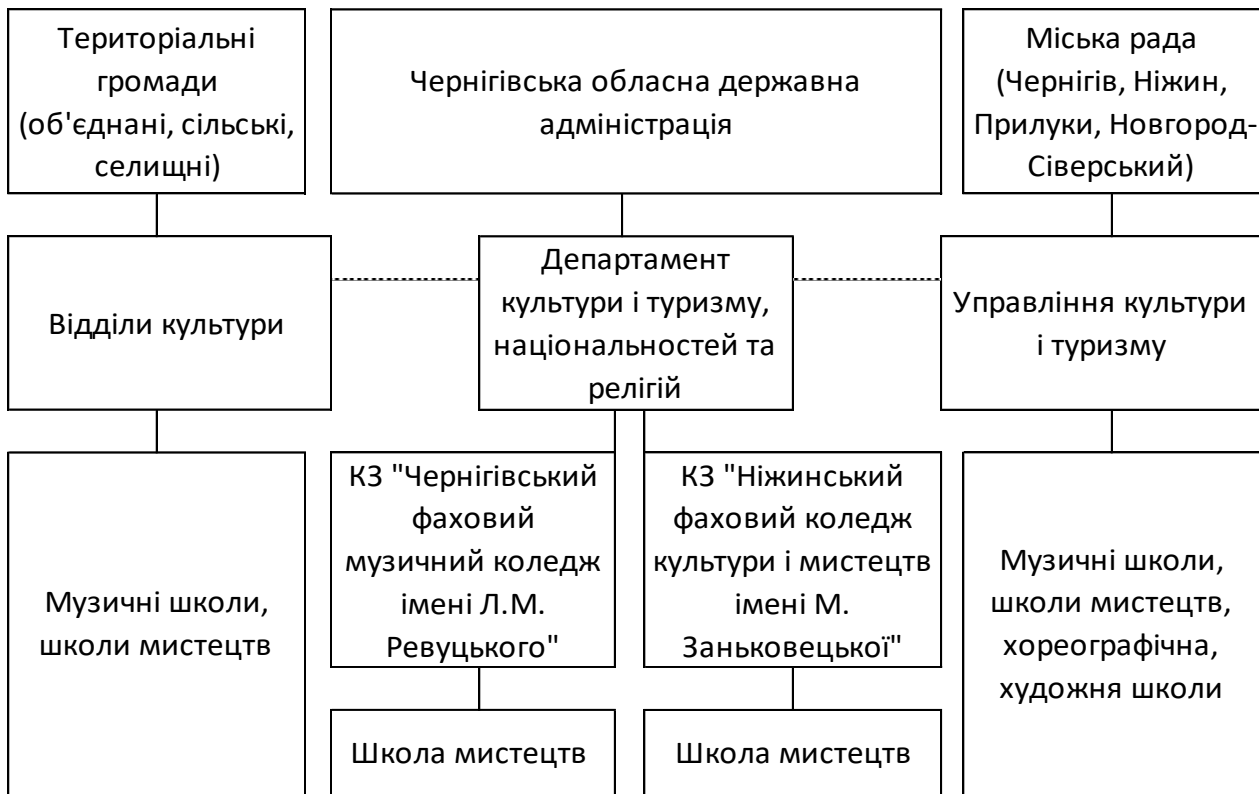 Територіальні
громади
(об'єднані, сільські,
селищні)
Чернігівська обласна державна
адміністрація
Міська рада
(Чернігів, Ніжин,
Прилуки, Новгород-
Сіверський)
Відділи культури
Департамент
культури і туризму,
національностей та
релігій
Управління культури
і туризму
Музичні школи,
школи мистецтв
КЗ "Чернігівський
фаховий
музичний коледж
імені Л.М.
Ревуцького"
КЗ "Ніжинський
фаховий коледж
культури і мистецтв
імені М.
Заньковецької"
Музичні школи,
школи мистецтв,
хореографічна,
художня школи
Школа мистецтв
Школа мистецтв